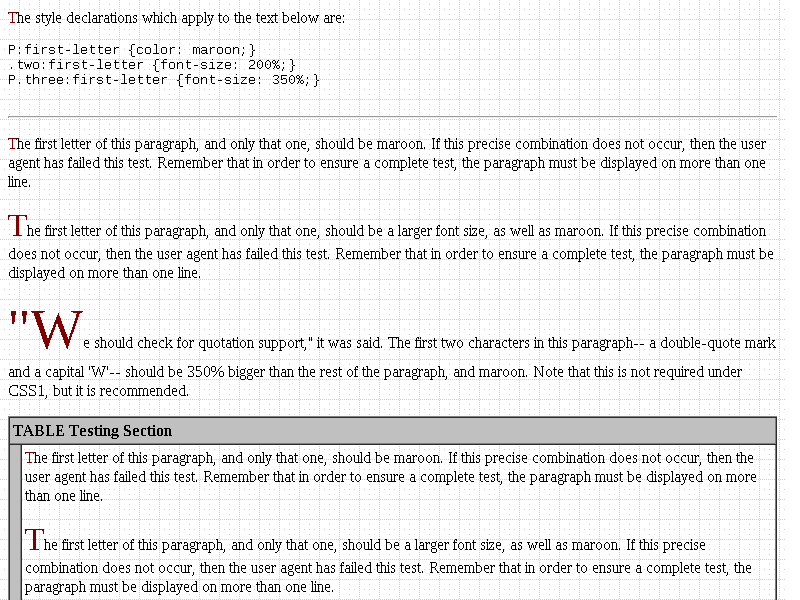 The style declarations which apply to the text below are:
P:first-letter {color: maroon;}
.two:first-letter {font-size: 200%;}
P.three:first-letter {font-size: 350%;}
The first letter of this paragraph, and only that one, should be maroon. If this precise combination does not occur, then the user
agent has failed this test. Remember that in order to ensure a complete test, the paragraph must be displayed on more than one
line.
The first letter of this paragraph, and only that one, should be a larger font size, as well as maroon. If this precise combination
does not occur, then the user agent has failed this test. Remember that in order to ensure a complete test, the paragraph must be
displayed on more than one line.
"We should check for quotation support," it was said. The first two characters in this paragraph-- a double-quote mark
and a capital 'W'-- should be 350% bigger than the rest of the paragraph, and maroon. Note that this is not required under
CSS1, but it is recommended.
TABLE Testing Section
The first letter of this paragraph, and only that one, should be maroon. If this precise combination does not occur, then the
user agent has failed this test. Remember that in order to ensure a complete test, the paragraph must be displayed on more
than one line.
The first letter of this paragraph, and only that one, should be a larger font size, as well as maroon. If this precise
combination does not occur, then the user agent has failed this test. Remember that in order to ensure a complete test, the
paragraph must be displayed on more than one line.